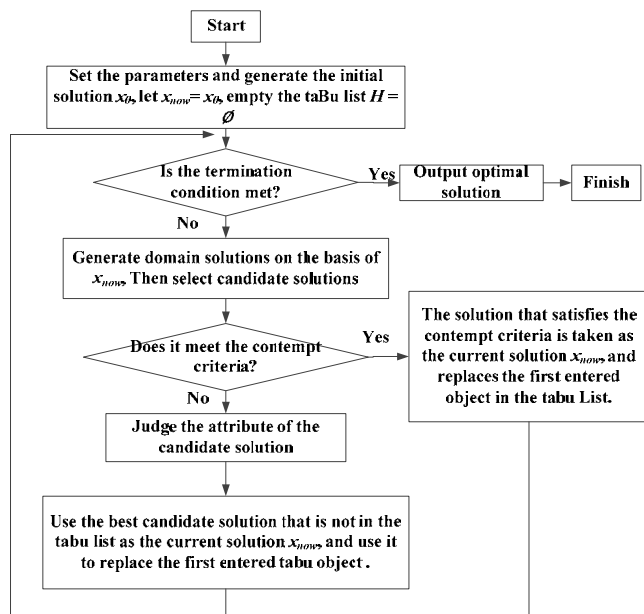 Start
Set the parameters and generate the initial
solution x0, let xnow= x0, empty the taBu list H =
Ø
Is the termination
condition met?
Yes
Output optimal
solution
Finish
No
Generate domain solutions on the basis of
xnow, Then select candidate solutions
Does it meet the contempt
criteria?
Yes
The solution that satisfies the
contempt criteria is taken as
the current solution xnow, and
replaces the first entered
object in the tabu List.
No
Judge the attribute of the
candidate solution
Use the best candidate solution that is not in the
tabu list as the current solution xnow, and use it
to replace the first entered tabu object .